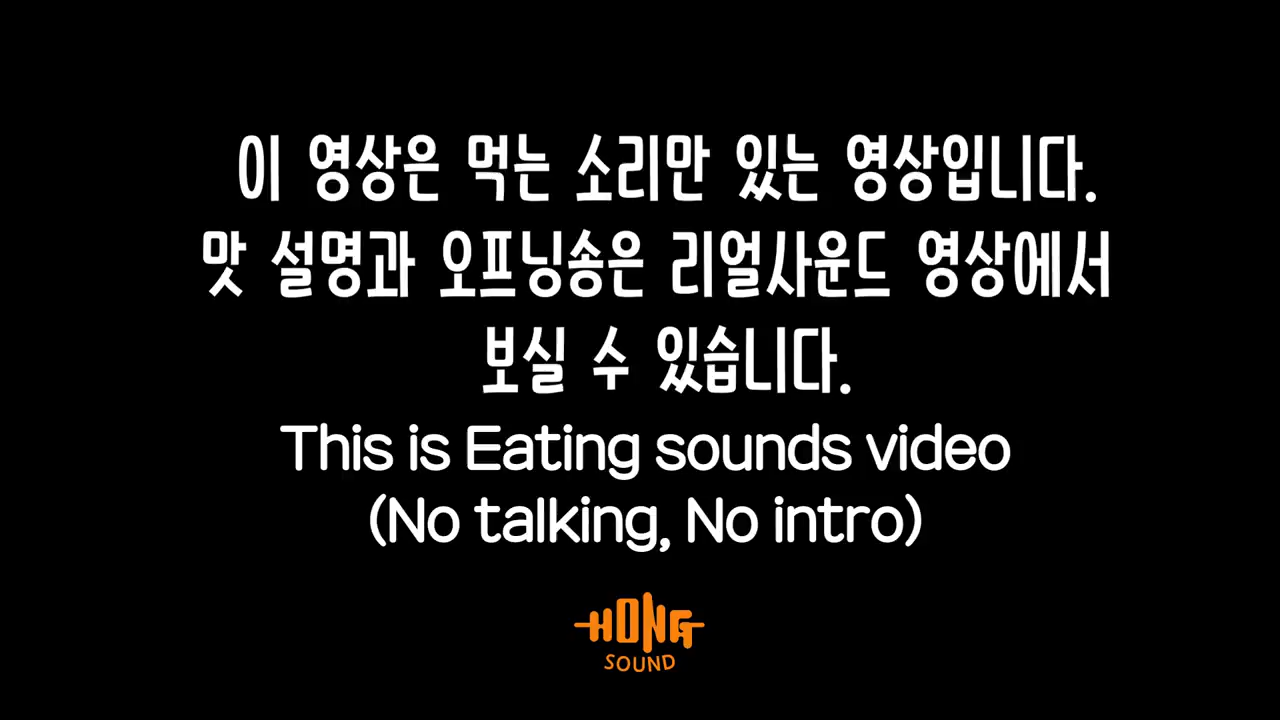 이 영상은 먹는 소리만 있는 영상입니다.
맛 설명과 오프닝송은 리얼사운드 영상에서
보실 수 있습니다.
This is Eating sounds video
(No talking, No intro)
HONG
SOUND